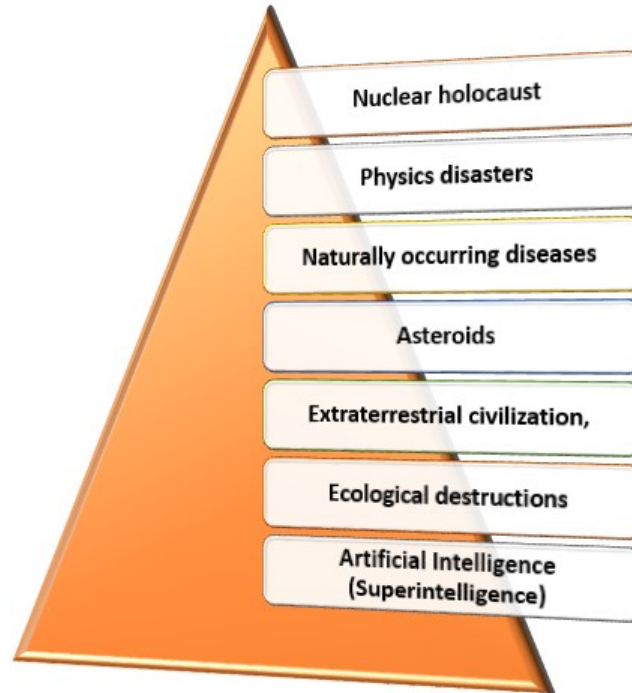 Nuclear holocaust
Physics disasters
Naturally occurring diseases
Asteroids
Extraterrestrial civilization,
Ecological destructions
Artificial Intelligence
(Superintelligence)